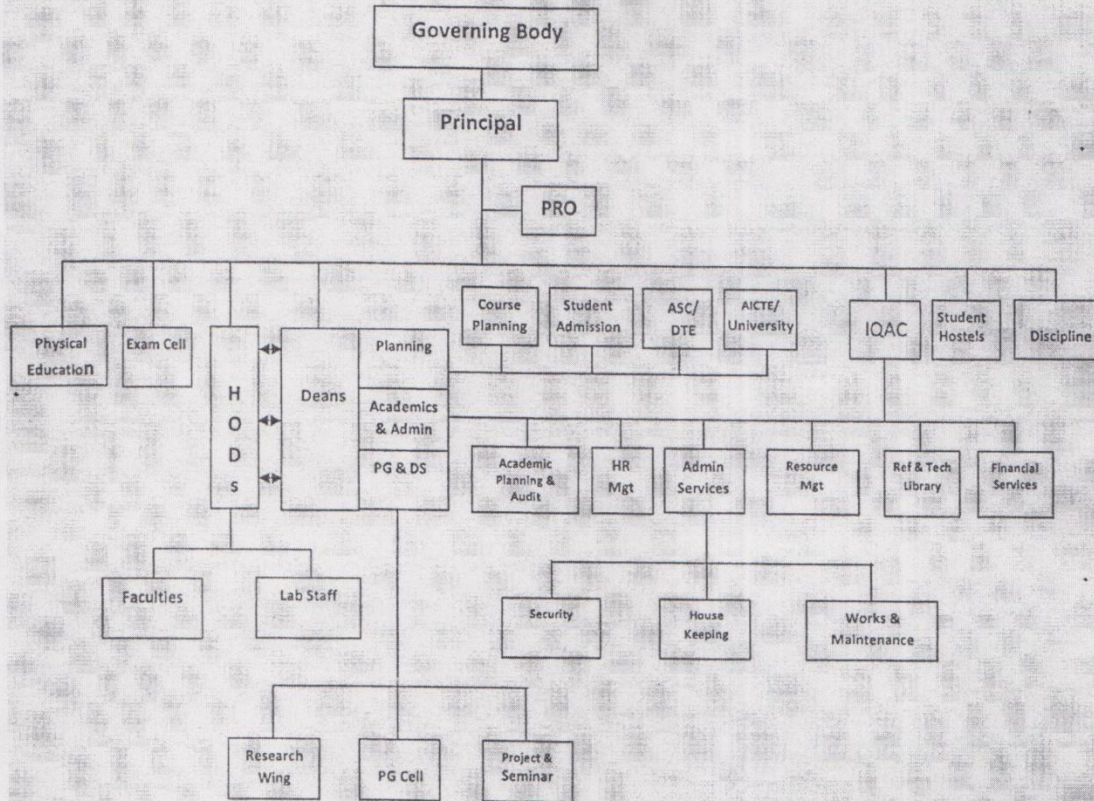 Governing Body
Principal
PRO
Course
Planning
Student
Admission
ASC/
DTE
AICTE/
University
IQAC
Student
Hostels
Discipline
Physical
Education
Exam Cell
H
O
D
s
Deans
Planning
Academics
& Admin
PG & DS
Academic
Planning &
Audit
HR
Mgt
Admin
Services
Resource
Mgt
Ref & Tech
Library
Financial
Services
Faculties
Lab Staff
Security
House
Keeping
Works &
Maintenance
Research
Wing
PG Cell
Project &
Seminar